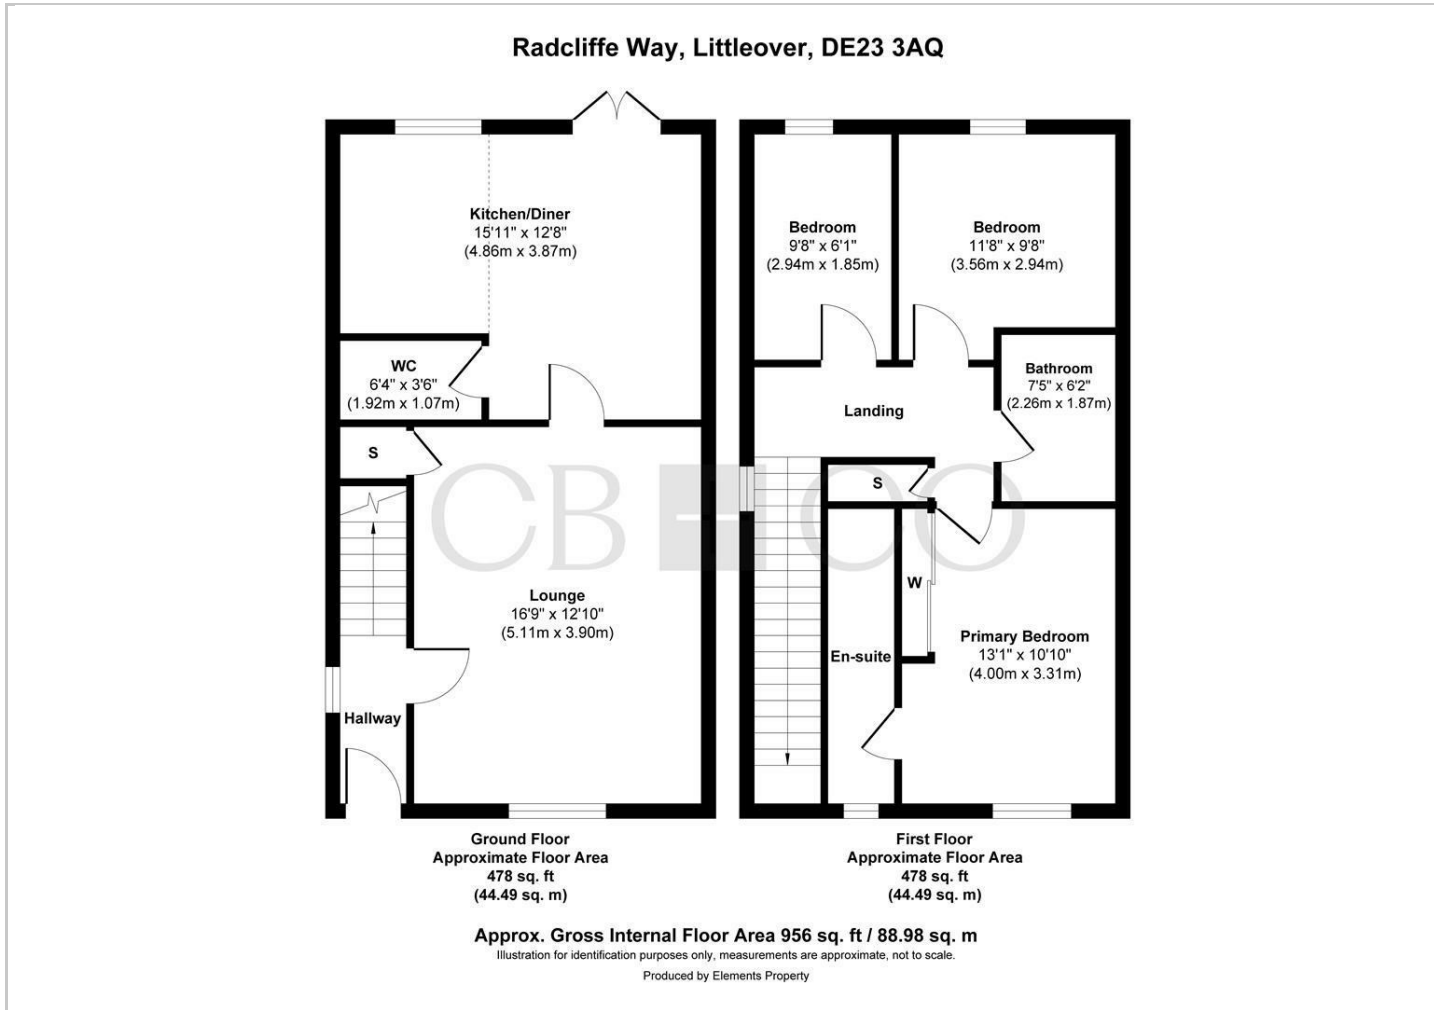 Radcliffe Way, Littleover, DE23 3AQ
Kitchen/Diner
15'11" x 12'8"
(4.86m x 3.87m)
WC
6'4" x 3'6"
(1.92m x 1.07m)
S
Lounge
16'9" x 12'10"
(5.11m x 3.90m)
Hallway
Ground Floor
Approximate Floor Area
478 sq. ft
(44.49 sq. m)
Bedroom
9'8" x 6'1"
(2.94m x 1.85m)
Bedroom
11'8" x 9'8"
(3.56m x 2.94m)
Bathroom
7'5" x 6'2"
(2.26m x 1.87m)
Landing
S
W
Primary Bedroom
13'1" x 10'10"
(4.00m x 3.31m)
En-suite
First Floor
Approximate Floor Area
478 sq. ft
(44.49 sq. m)
CB CO
Approx. Gross Internal Floor Area 956 sq. ft / 88.98 sq. m
Illustration for identification purposes only, measurements are approximate, not to scale.
Produced by Elements Property